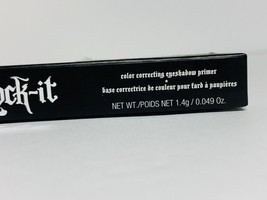 ock-it
color correcting eyeshadow primer
•
base correctrice de couleur pour fard à paupières
NET WT./POIDS NET 1.4g / 0.049 Oz.